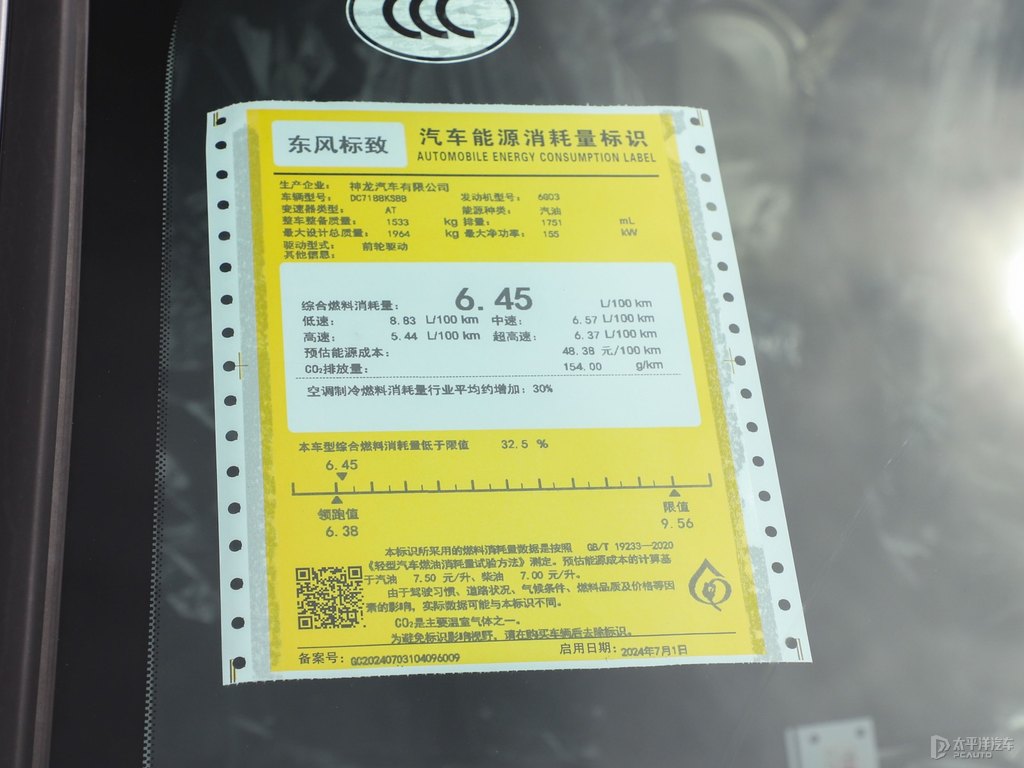 东风标致
汽车能源消耗量标识
AUTOMOBILE ENERGY CONSUMPTION LABEL
生产企业： 神龙汽车有限公司
车辆型号： DC7188KSBB 发动机型号： 6G03
变速器类型： AT 能源种类： 汽油
整车整备质量： 1533 kg 排量： 1751 mL
最大设计总质量： 1964 kg 最大净功率： 155 kW
驱动型式： 前轮驱动
其他信息：
综合燃料消耗量： 6.45 L/100 km
低速： 8.83 L/100 km 中速： 6.57 L/100 km
高速： 5.44 L/100 km 超高速： 6.37 L/100 km
预估能源成本： 48.38 元/100 km
CO₂排放量： 154.00 g/km
空调制冷燃料消耗量行业平均约增加：30%
本车型综合燃料消耗量低于限值 32.5 %
6.45
领跑值 限值
6.38 9.56
本标识所采用的燃料消耗量数据是按照 GB/T 19233—2020
《轻型汽车燃油消耗量试验方法》测定。预估能源成本的计算基
于汽油 7.50 元/升，柴油 7.00 元/升。
由于驾驶习惯、道路状况、气候条件、燃料品质及价格等因
素的影响，实际数据可能与本标识不同。
CO₂是主要温室气体之一。
为避免标识影响视野，请在购买车辆后去除标识。
备案号：GC20240703104096009 启用日期：2024年7月1日
太平洋汽车
PCAUTO